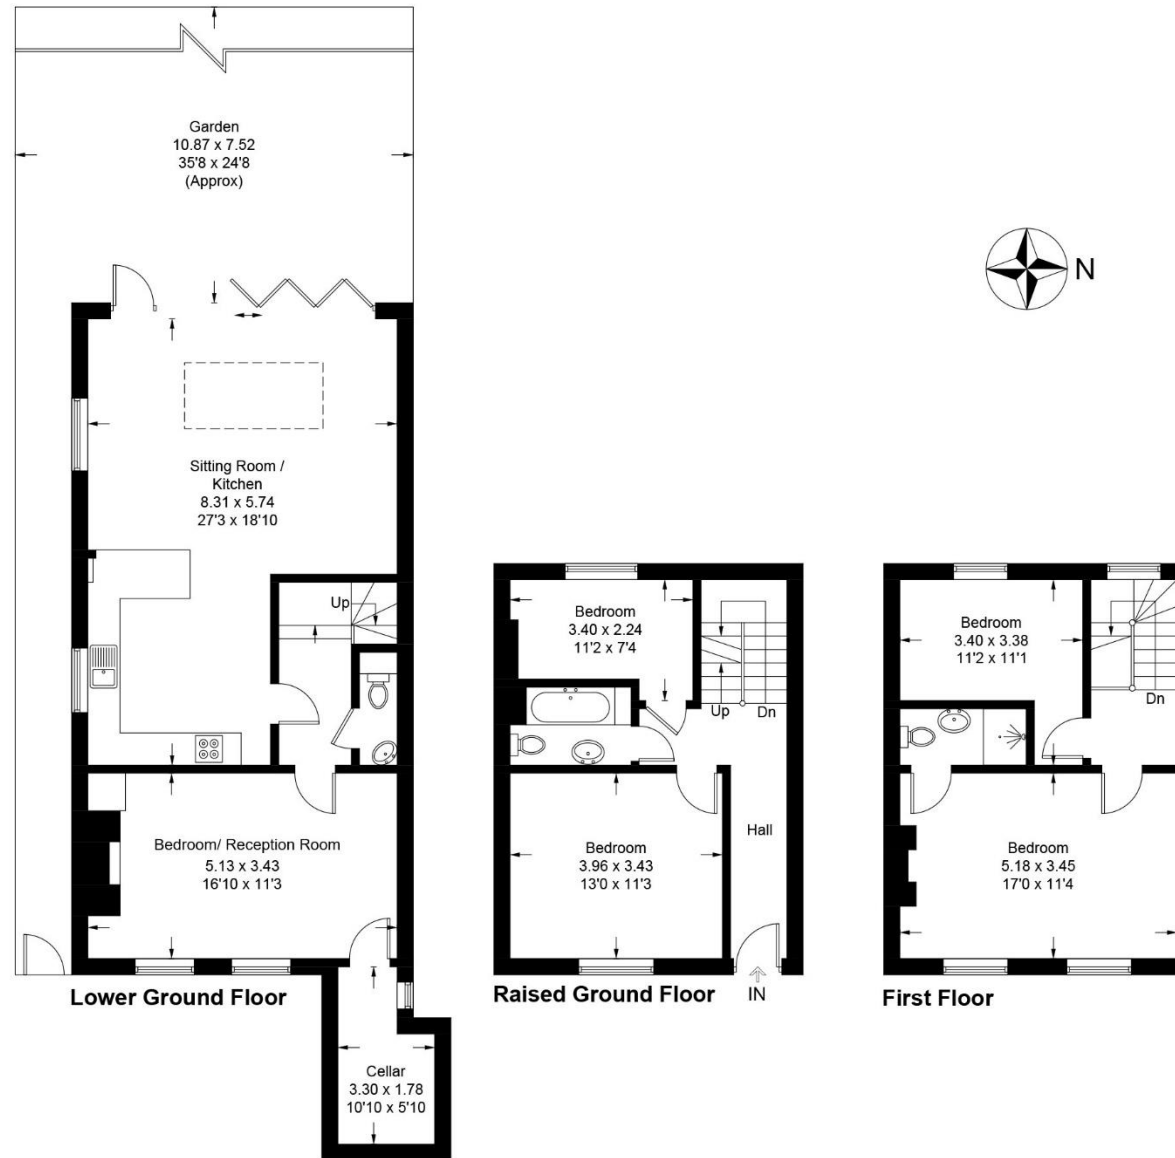 Garden
10.87 x 7.52
35'8 x 24'8
(Approx)
N
Sitting Room /
Kitchen
8.31 x 5.74
27'3 x 18'10
Up
Bedroom/ Reception Room
5.13 x 3.43
16'10 x 11'3
Lower Ground Floor
Cellar
3.30 x 1.78
10'10 x 5'10
Bedroom
3.40 x 2.24
11'2 x 7'4
Up
Dn
Bedroom
3.96 x 3.43
13'0 x 11'3
Hall
IN
Raised Ground Floor
Bedroom
3.40 x 3.38
11'2 x 11'1
Dn
Bedroom
5.18 x 3.45
17'0 x 11'4
First Floor